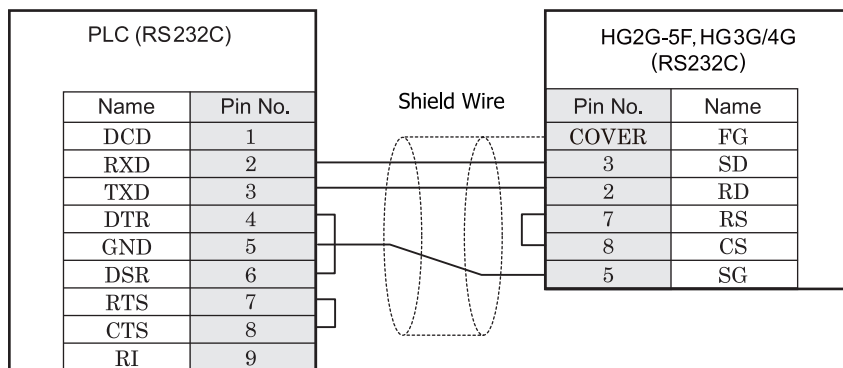 PLC (RS232C)
HG2G-5F, HG3G/4G
(RS232C)
Shield Wire
Name Pin No.
DCD 1
RXD 2
TXD 3
DTR 4
GND 5
DSR 6
RTS 7
CTS 8
RI 9
Pin No. Name
COVER FG
3 SD
2 RD
7 RS
8 CS
5 SG